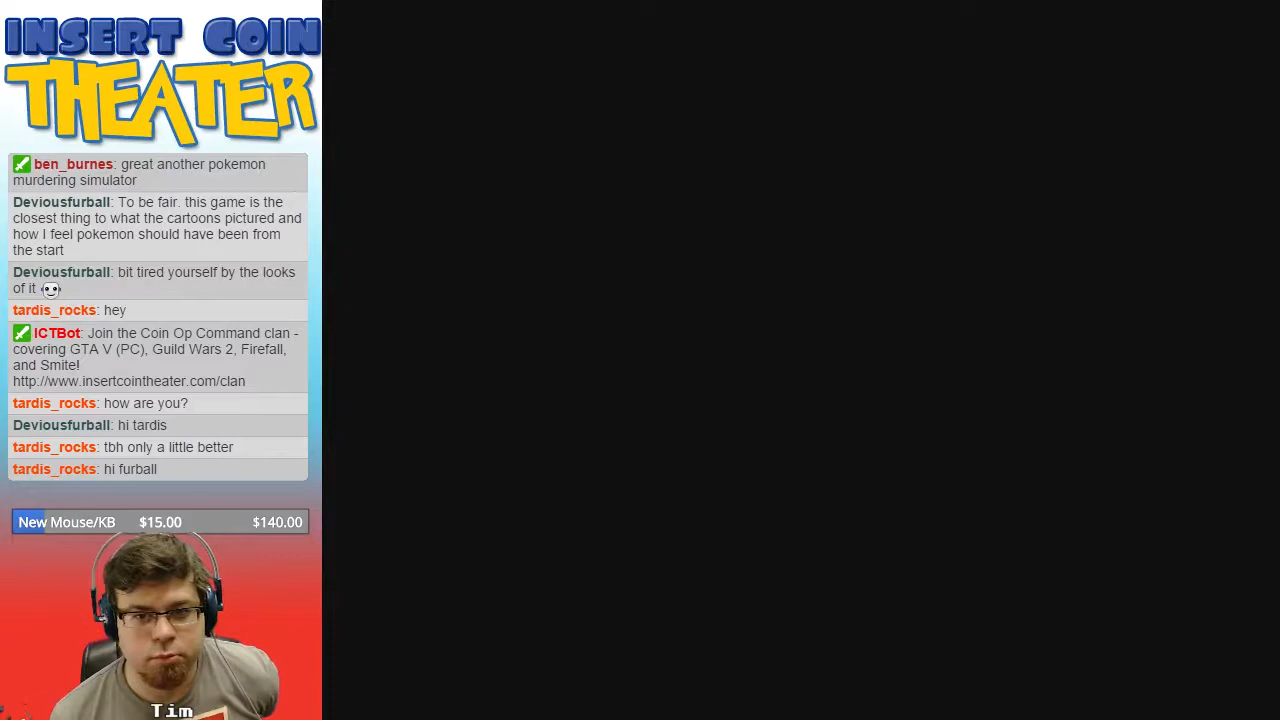 INSERT COIN
THEATER
ben_burnes: great another pokemon
murdering simulator
Deviousfurball: To be fair. this game is the
closest thing to what the cartoons pictured and
how I feel pokemon should have been from
the start
Deviousfurball: bit tired yourself by the looks
of it
tardis_rocks: hey
ICTBot: Join the Coin Op Command clan -
covering GTA V (PC), Guild Wars 2, Firefall,
and Smite!
http://www.insertcointheater.com/clan
tardis_rocks: how are you?
Deviousfurball: hi tardis
tardis_rocks: tbh only a little better
tardis_rocks: hi furball
New Mouse/KB $15.00 $140.00
Tim